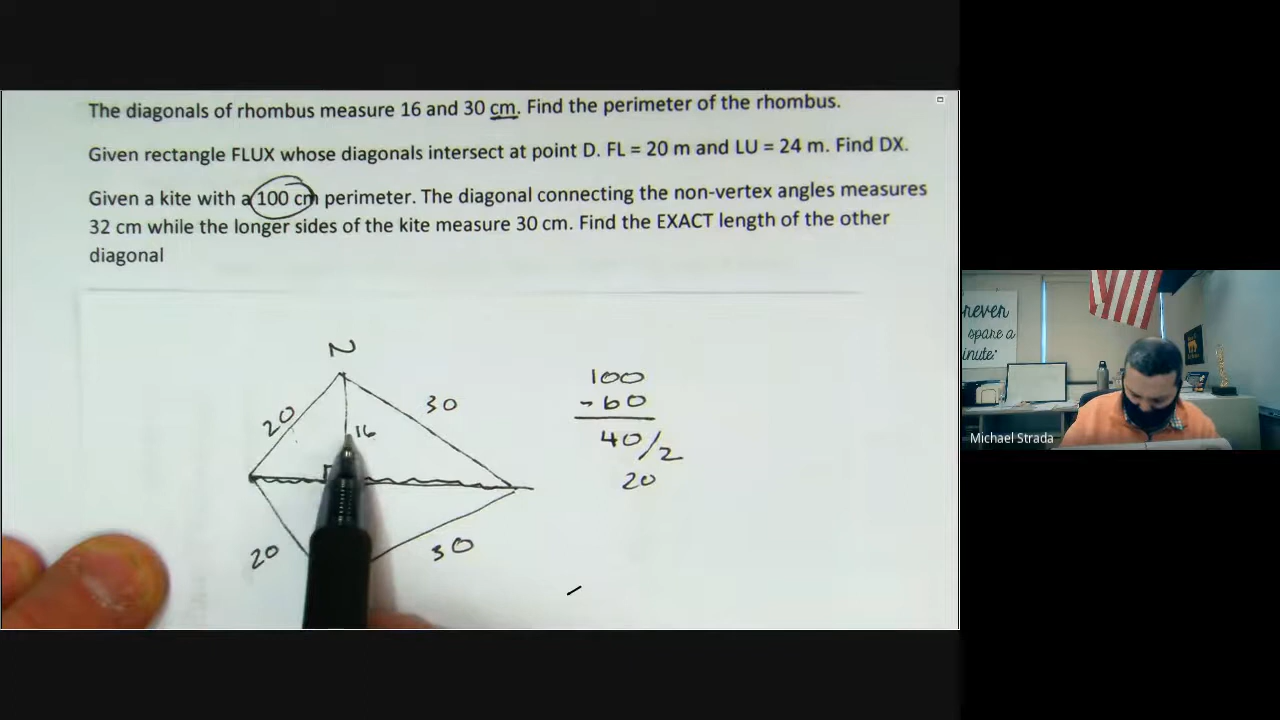 The diagonals of rhombus measure 16 and 30 cm. Find the perimeter of the rhombus.
Given rectangle FLUX whose diagonals intersect at point D. FL = 20 m and LU = 24 m. Find DX.
Given a kite with a 100 cm perimeter. The diagonal connecting the non-vertex angles measures
32 cm while the longer sides of the kite measure 30 cm. Find the EXACT length of the other
diagonal
N
20
30
16
20
30
100
- 60
40/2
20
never
spare a
minute."
Michael Strada